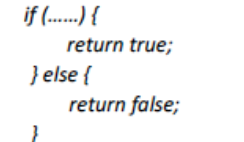 if (......) {
return true;
} else {
return false;
}